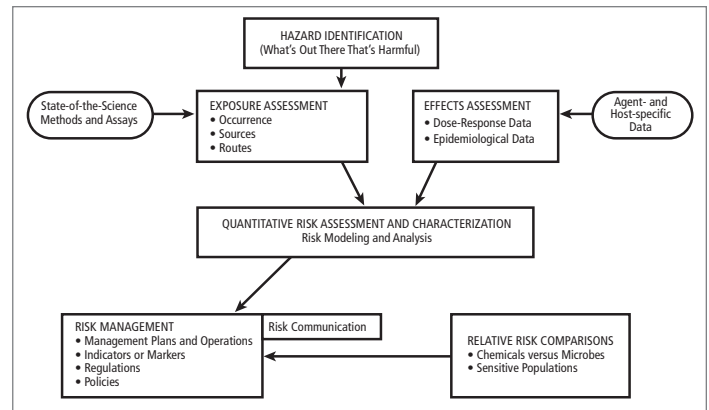 HAZARD IDENTIFICATION
(What's Out There That's Harmful)
State-of-the-Science
Methods and Assays
EXPOSURE ASSESSMENT
• Occurrence
• Sources
• Routes
EFFECTS ASSESSMENT
• Dose-Response Data
• Epidemiological Data
Agent- and
Host-specific
Data
QUANTITATIVE RISK ASSESSMENT AND CHARACTERIZATION
Risk Modeling and Analysis
RISK MANAGEMENT
• Management Plans and Operations
• Indicators or Markers
• Regulations
• Policies
Risk Communication
RELATIVE RISK COMPARISONS
• Chemicals versus Microbes
• Sensitive Populations